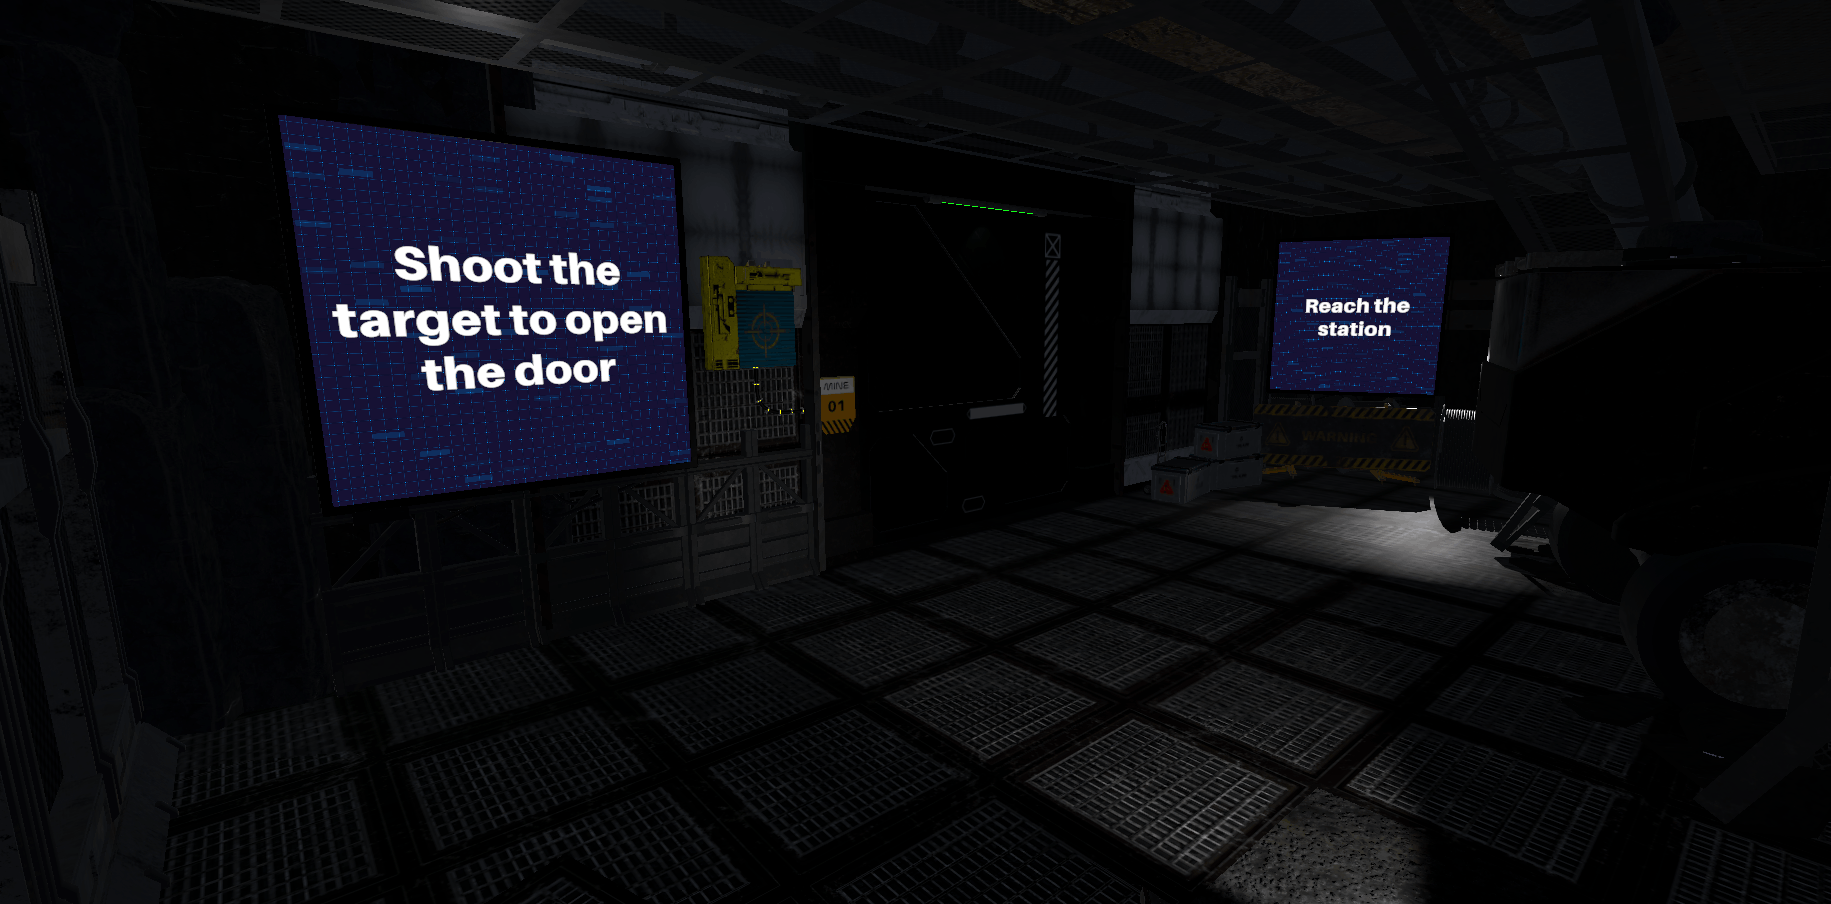 Shoot the
target to open
the door
MINE
01
Reach the
station
WARNING